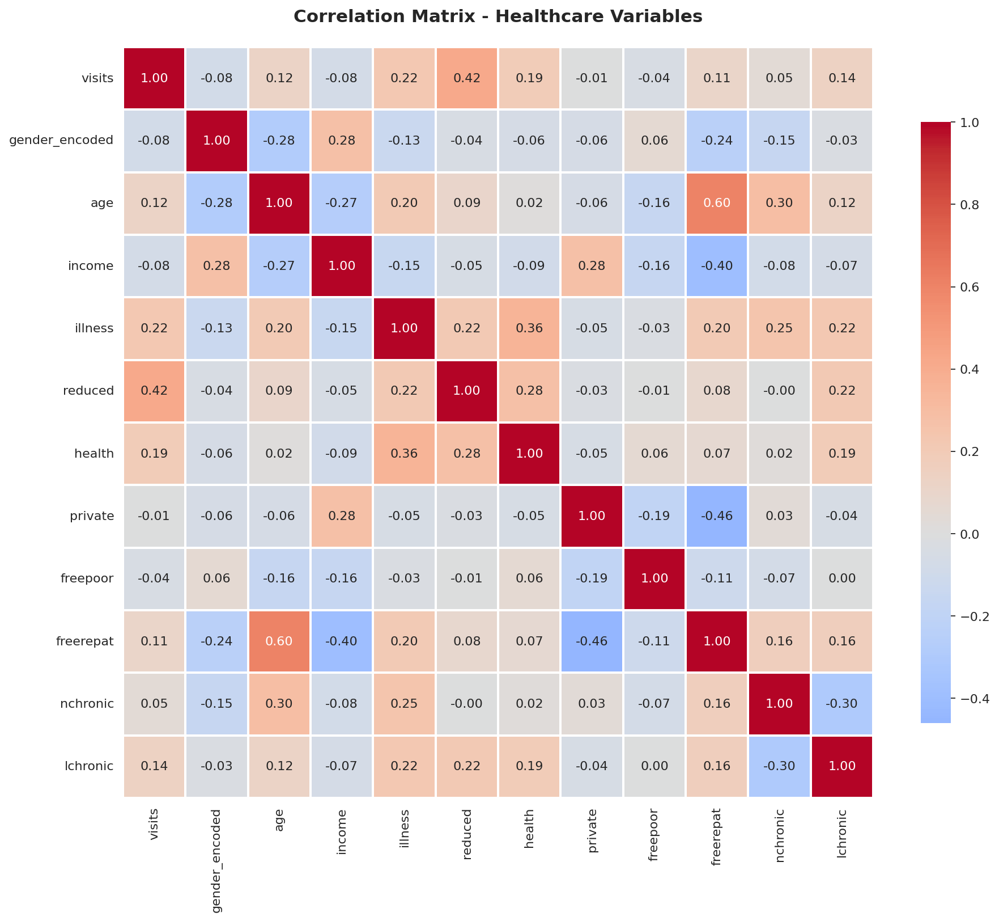 Correlation Matrix - Healthcare Variables
visits 1.00 -0.08 0.12 -0.08 0.22 0.42 0.19 -0.01 -0.04 0.11 0.05 0.14
gender_encoded -0.08 1.00 -0.28 0.28 -0.13 -0.04 -0.06 -0.06 0.06 -0.24 -0.15 -0.03
age 0.12 -0.28 1.00 -0.27 0.20 0.09 0.02 -0.06 -0.16 0.60 0.30 0.12
income -0.08 0.28 -0.27 1.00 -0.15 -0.05 -0.09 0.28 -0.16 -0.40 -0.08 -0.07
illness 0.22 -0.13 0.20 -0.15 1.00 0.22 0.36 -0.05 -0.03 0.20 0.25 0.22
reduced 0.42 -0.04 0.09 -0.05 0.22 1.00 0.28 -0.03 -0.01 0.08 -0.00 0.22
health 0.19 -0.06 0.02 -0.09 0.36 0.28 1.00 -0.05 0.06 0.07 0.02 0.19
private -0.01 -0.06 -0.06 0.28 -0.05 -0.03 -0.05 1.00 -0.19 -0.46 0.03 -0.04
freepoor -0.04 0.06 -0.16 -0.16 -0.03 -0.01 0.06 -0.19 1.00 -0.11 -0.07 0.00
freerepat 0.11 -0.24 0.60 -0.40 0.20 0.08 0.07 -0.46 -0.11 1.00 0.16 0.16
nchronic 0.05 -0.15 0.30 -0.08 0.25 -0.00 0.02 0.03 -0.07 0.16 1.00 -0.30
lchronic 0.14 -0.03 0.12 -0.07 0.22 0.22 0.19 -0.04 0.00 0.16 -0.30 1.00
visits gender_encoded age income illness reduced health private freepoor freerepat nchronic lchronic
1.0
0.8
0.6
0.4
0.2
0.0
−0.2
−0.4